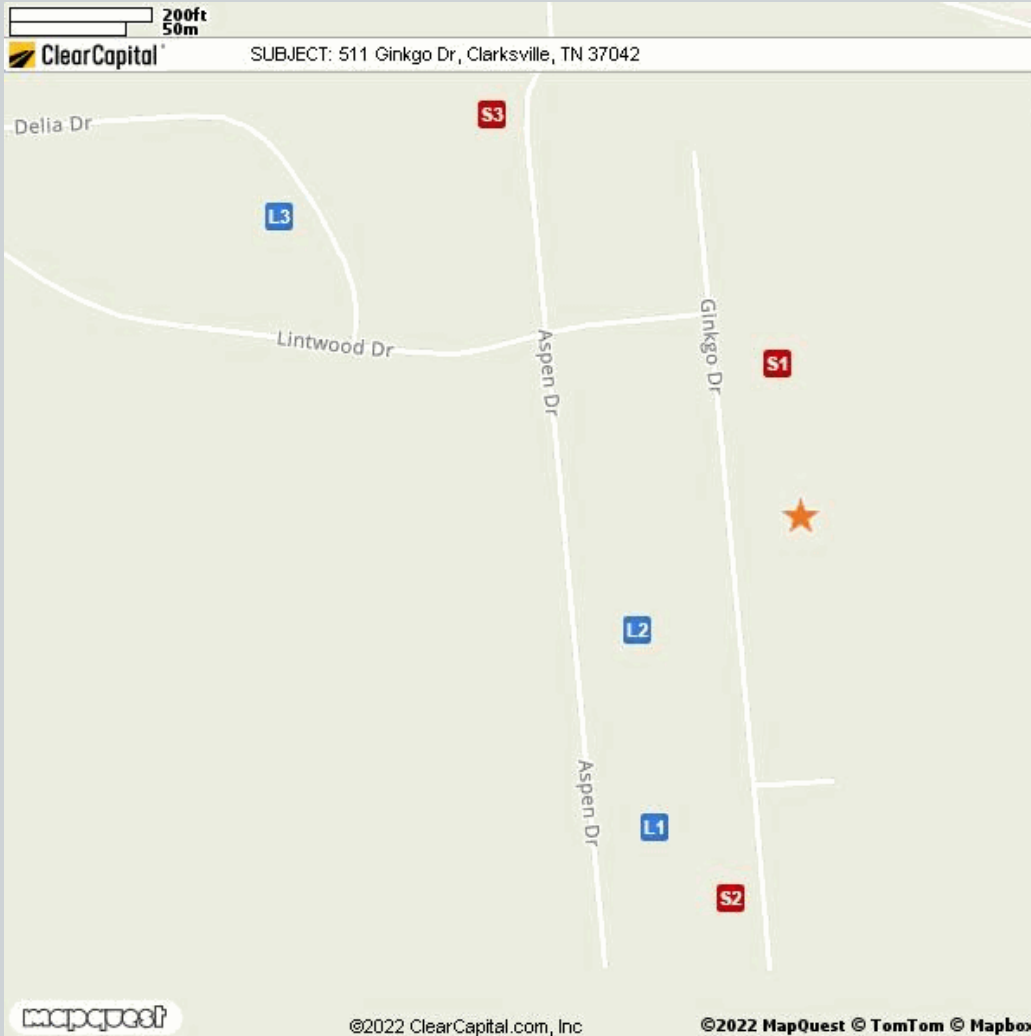 200ft
50m
ClearCapital
SUBJECT: 511 Ginkgo Dr, Clarksville, TN 37042
S3
Delia Dr
L3
Ginkgo Dr
Lintwood Dr
Aspen Dr
S1
L2
Aspen Dr
L1
S2
mapquest
©2022 ClearCapital.com, Inc
©2022 MapQuest © TomTom © Mapbox